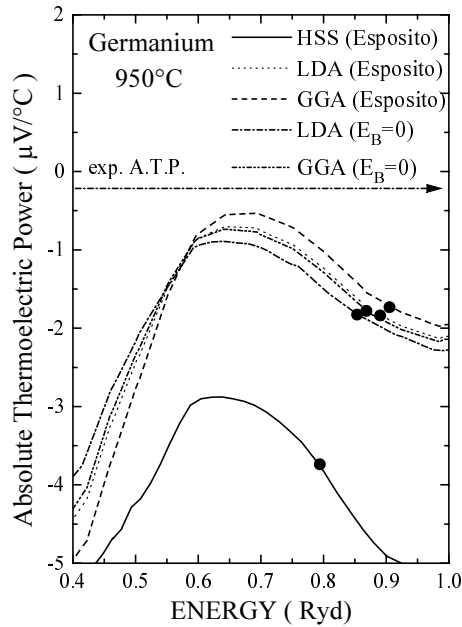 Germanium
950°C
HSS (Esposito)
LDA (Esposito)
GGA (Esposito)
LDA (E_B=0)
GGA (E_B=0)
exp. A.T.P.
Absolute Thermoelectric Power ( μV/°C )
2
1
0
-1
-2
-3
-4
-5
0.4 0.5 0.6 0.7 0.8 0.9 1.0
ENERGY ( Ryd)